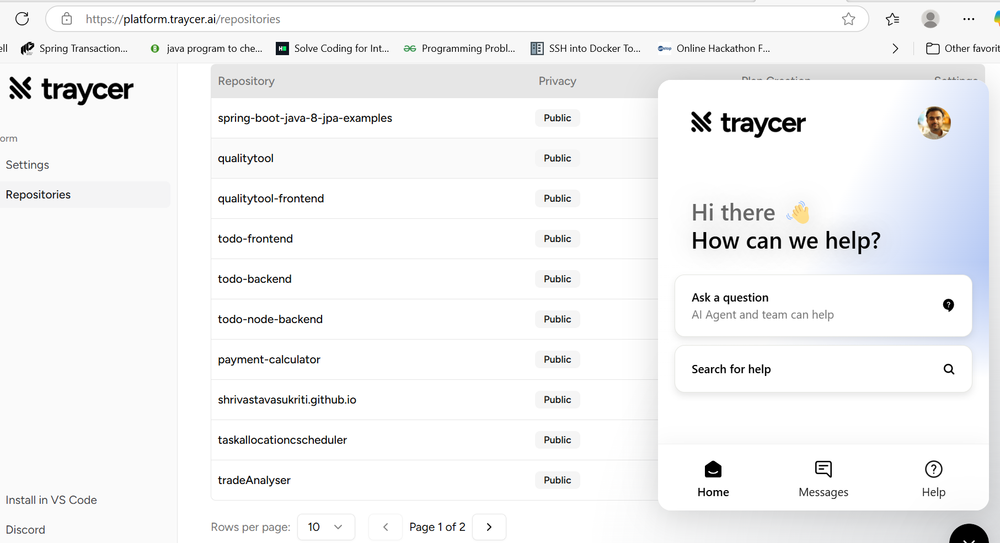 https://platform.traycer.ai/repositories
ell
Spring Transaction...
java program to che...
Solve Coding for Int...
Programming Probl...
SSH into Docker To...
unstop
Online Hackathon F...
Other favorit
traycer
orm
Settings
Repositories
Install in VS Code
Discord
Repository Privacy Plan Creation Settings
spring-boot-java-8-jpa-examples Public
qualitytool Public
qualitytool-frontend Public
todo-frontend Public
todo-backend Public
todo-node-backend Public
payment-calculator Public
shrivastavasukriti.github.io Public
taskallocationcscheduler Public
tradeAnalyser Public
Rows per page: 10 Page 1 of 2
traycer
Hi there 👋
How can we help?
Ask a question
AI Agent and team can help
Search for help
Home Messages Help